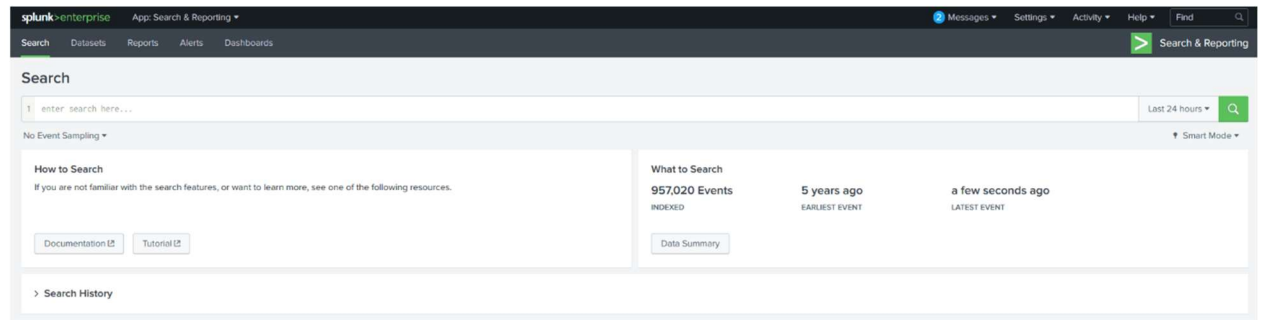 splunk>enterprise App: Search & Reporting 2 Messages Settings Activity Help Find
Search Datasets Reports Alerts Dashboards Search & Reporting
Search
1 enter search here... Last 24 hours
No Event Sampling Smart Mode
How to Search
If you are not familiar with the search features, or want to learn more, see one of the following resources.
Documentation Tutorial
What to Search
957,020 Events 5 years ago a few seconds ago
INDEXED EARLIEST EVENT LATEST EVENT
Data Summary
> Search History